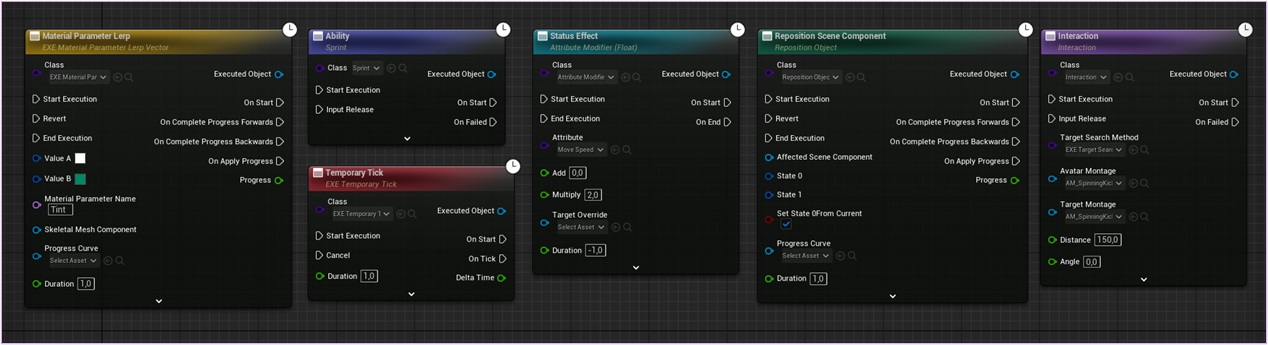 Material Parameter Lerp
EXE Material Parameter Lerp Vector
Class
EXE Material Par
Executed Object
Start Execution
On Start
Revert
On Complete Progress Forwards
End Execution
On Complete Progress Backwards
Value A
On Apply Progress
Value B
Progress
Material Parameter Name
Tint
Skeletal Mesh Component
Progress Curve
Select Asset
Duration 1,0
Ability
Sprint
Class Sprint
Executed Object
Start Execution
On Start
Input Release
On Failed
Temporary Tick
EXE Temporary Tick
Class
EXE Temporary 1
Executed Object
Start Execution
On Start
Cancel
On Tick
Duration 1,0
Delta Time
Status Effect
Attribute Modifier (Float)
Class
Attribute Modifie
Executed Object
Start Execution
On Start
End Execution
On End
Attribute
Move Speed
Add 0,0
Multiply 2,0
Target Override
Select Asset
Duration -1,0
Reposition Scene Component
Reposition Object
Class
Reposition Objec
Executed Object
Start Execution
On Start
Revert
On Complete Progress Forwards
End Execution
On Complete Progress Backwards
Affected Scene Component
On Apply Progress
State 0
Progress
State 1
Set State 0From Current
Progress Curve
Select Asset
Duration 1,0
Interaction
Interaction
Class
Interaction
Executed Object
Start Execution
On Start
Input Release
On Failed
Target Search Method
EXE Target Searc
Avatar Montage
AM_SpinningKicl
Target Montage
AM_SpinningKicl
Distance 150,0
Angle 0,0